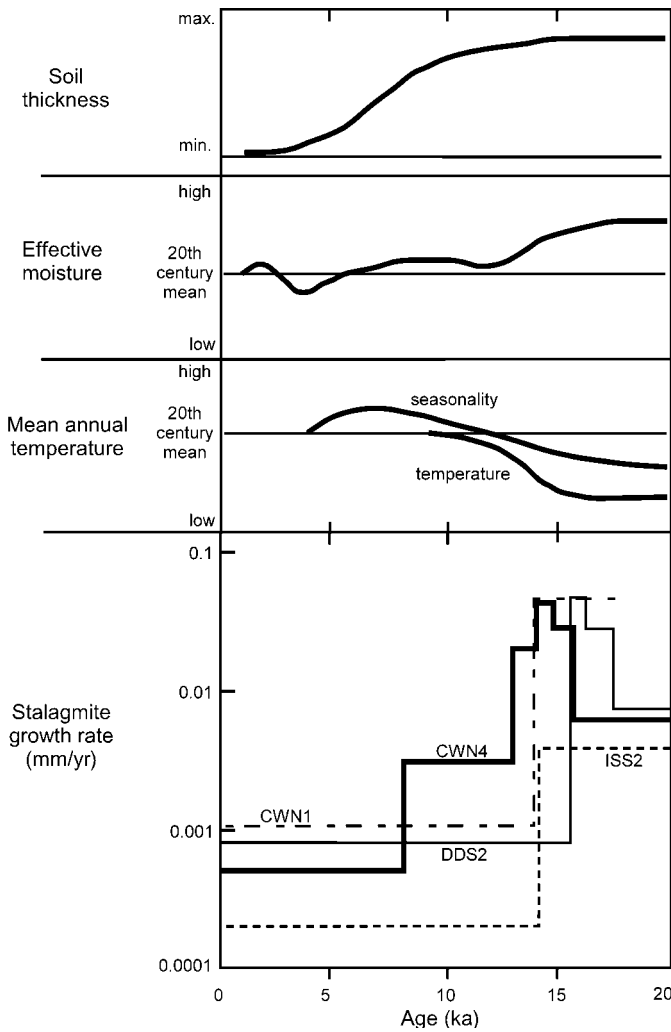 max.
Soil
thickness
min.
high
Effective
moisture
20th
century
mean
low
high
Mean annual
temperature
20th
century
mean
seasonality
temperature
low
0.1
0.01
Stalagmite
growth rate
(mm/yr)
CWN4
ISS2
CWN1
0.001
DDS2
0.0001
0 5 10 15 20
Age (ka)